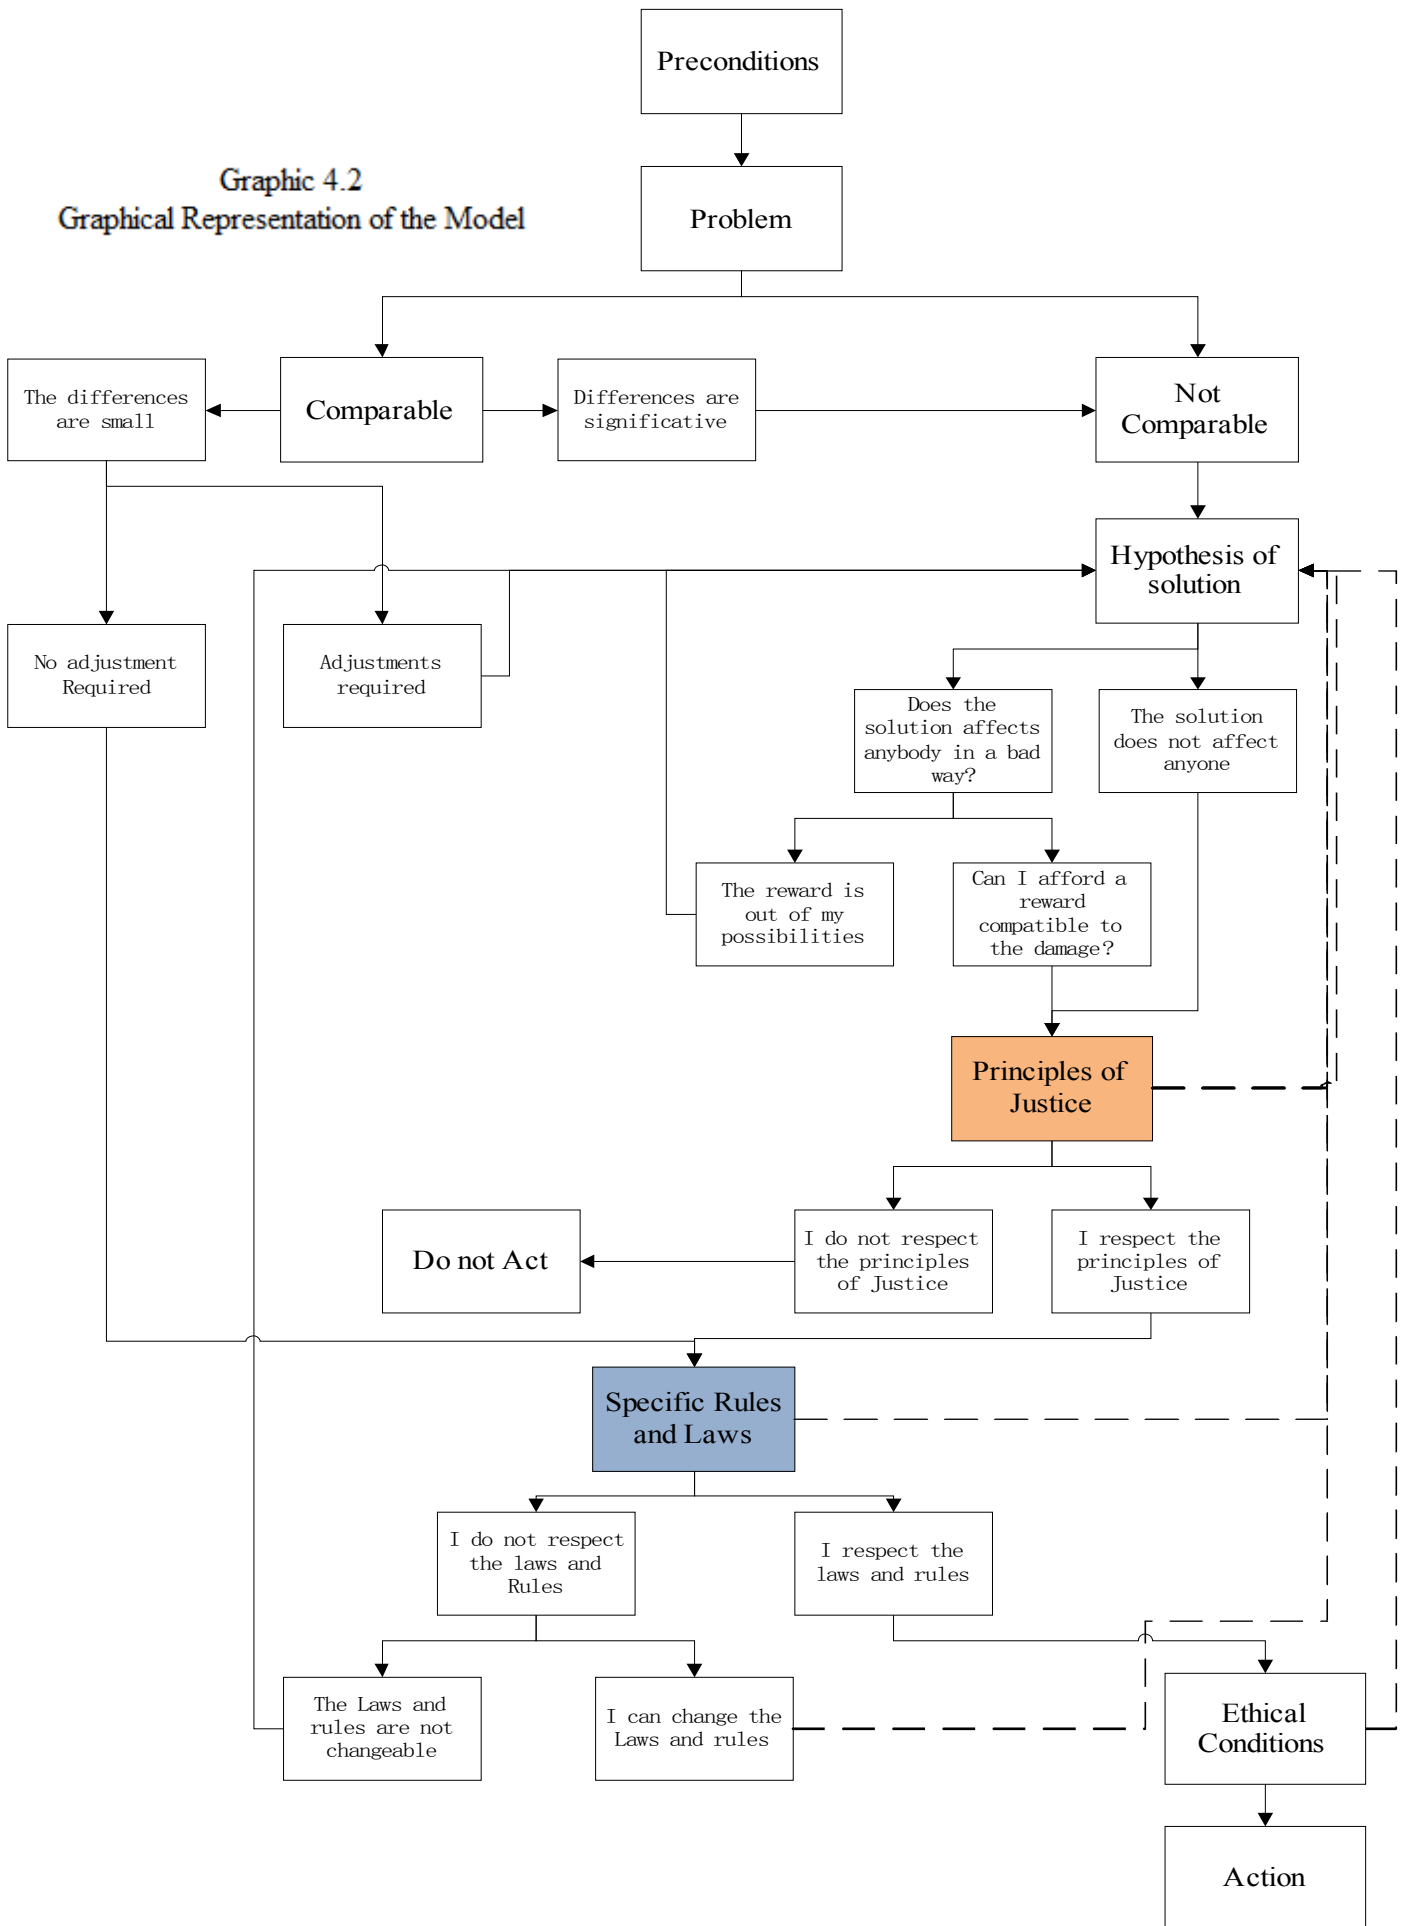 Preconditions
Graphic 4.2
Graphical Representation of the Model
Problem
The differences
are small
Comparable
Differences are
significative
Not
Comparable
Hypothesis of
solution
No adjustment
Required
Adjustments
required
Does the
solution affects
anybody in a bad
way?
The solution
does not affect
anyone
The reward is
out of my
possibilities
Can I afford a
reward
compatible to
the damage?
Principles of
Justice
Do not Act
I do not respect
the principles
of Justice
I respect the
principles of
Justice
Specific Rules
and Laws
I do not respect
the laws and
Rules
I respect the
laws and rules
The Laws and
rules are not
changeable
I can change the
Laws and rules
Ethical
Conditions
Action